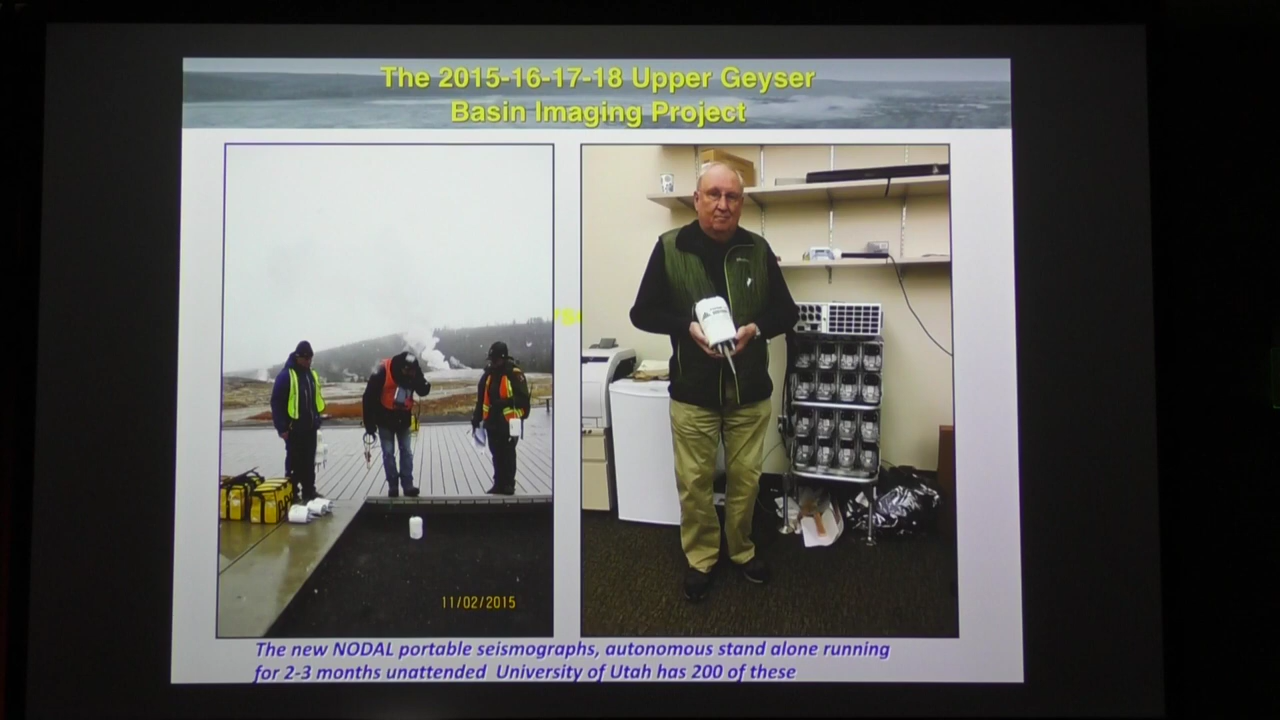 The 2015-16-17-18 Upper Geyser
Basin Imaging Project
11/02/2015
The new NODAL portable seismographs, autonomous stand alone running
for 2-3 months unattended University of Utah has 200 of these